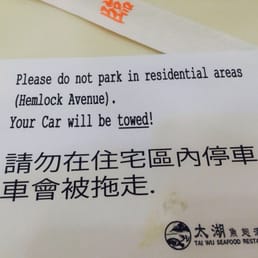 Please do not park in residential areas
(Hemlock Avenue).
Your Car will be towed!
請勿在住宅區內停車
車會被拖走.
太湖
TAI WU SEAFOOD